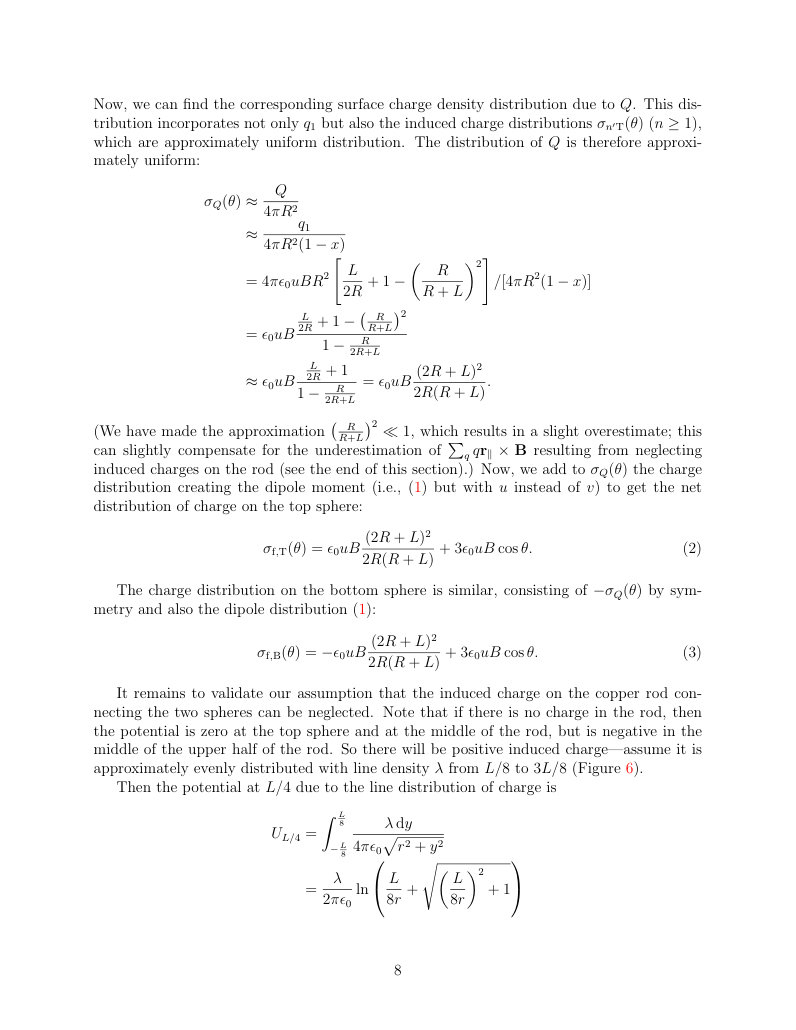 Now, we can find the corresponding surface charge density distribution due to Q. This dis-
tribution incorporates not only q₁ but also the induced charge distributions σₙ′T(θ) (n ≥ 1),
which are approximately uniform distribution. The distribution of Q is therefore approxi-
mately uniform:
σ_Q(θ) ≈ Q/(4πR²)
≈ q₁/(4πR²(1 − x))
= 4πϵ₀uBR² [L/(2R) + 1 − (R/(R + L))²] /[4πR²(1 − x)]
= ϵ₀uB (L/(2R) + 1 − (R/(R+L))²)/(1 − R/(2R+L))
≈ ϵ₀uB (L/(2R) + 1)/(1 − R/(2R+L)) = ϵ₀uB (2R + L)²/(2R(R + L)).
(We have made the approximation (R/(R+L))² ≪ 1, which results in a slight overestimate; this
can slightly compensate for the underestimation of ∑_q qr_∥ × B resulting from neglecting
induced charges on the rod (see the end of this section).) Now, we add to σ_Q(θ) the charge
distribution creating the dipole moment (i.e., (1) but with u instead of v) to get the net
distribution of charge on the top sphere:
σ_f,T(θ) = ϵ₀uB (2R + L)²/(2R(R + L)) + 3ϵ₀uB cos θ. (2)
The charge distribution on the bottom sphere is similar, consisting of −σ_Q(θ) by sym-
metry and also the dipole distribution (1):
σ_f,B(θ) = −ϵ₀uB (2R + L)²/(2R(R + L)) + 3ϵ₀uB cos θ. (3)
It remains to validate our assumption that the induced charge on the copper rod con-
necting the two spheres can be neglected. Note that if there is no charge in the rod, then
the potential is zero at the top sphere and at the middle of the rod, but is negative in the
middle of the upper half of the rod. So there will be positive induced charge—assume it is
approximately evenly distributed with line density λ from L/8 to 3L/8 (Figure 6).
Then the potential at L/4 due to the line distribution of charge is
U_L/4 = ∫_{−L/8}^{L/8} λ dy/(4πϵ₀√(r² + y²))
= λ/(2πϵ₀) ln (L/(8r) + √((L/(8r))² + 1))
8